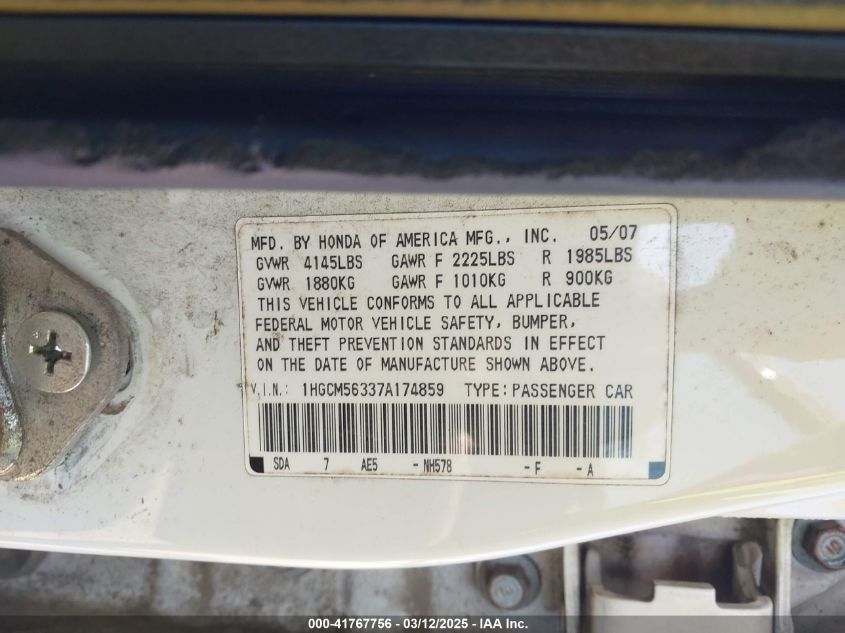 MFD. BY HONDA OF AMERICA MFG., INC. 05/07
GVWR 4145LBS GAWR F 2225LBS R 1985LBS
GVWR 1880KG GAWR F 1010KG R 900KG
THIS VEHICLE CONFORMS TO ALL APPLICABLE
FEDERAL MOTOR VEHICLE SAFETY, BUMPER,
AND THEFT PREVENTION STANDARDS IN EFFECT
ON THE DATE OF MANUFACTURE SHOWN ABOVE.
V.I.N.: 1HGCM56337A174859 TYPE:PASSENGER CAR
SDA 7 AE5 -NH578 -F -A
000-41767756 - 03/12/2025 - IAA Inc.